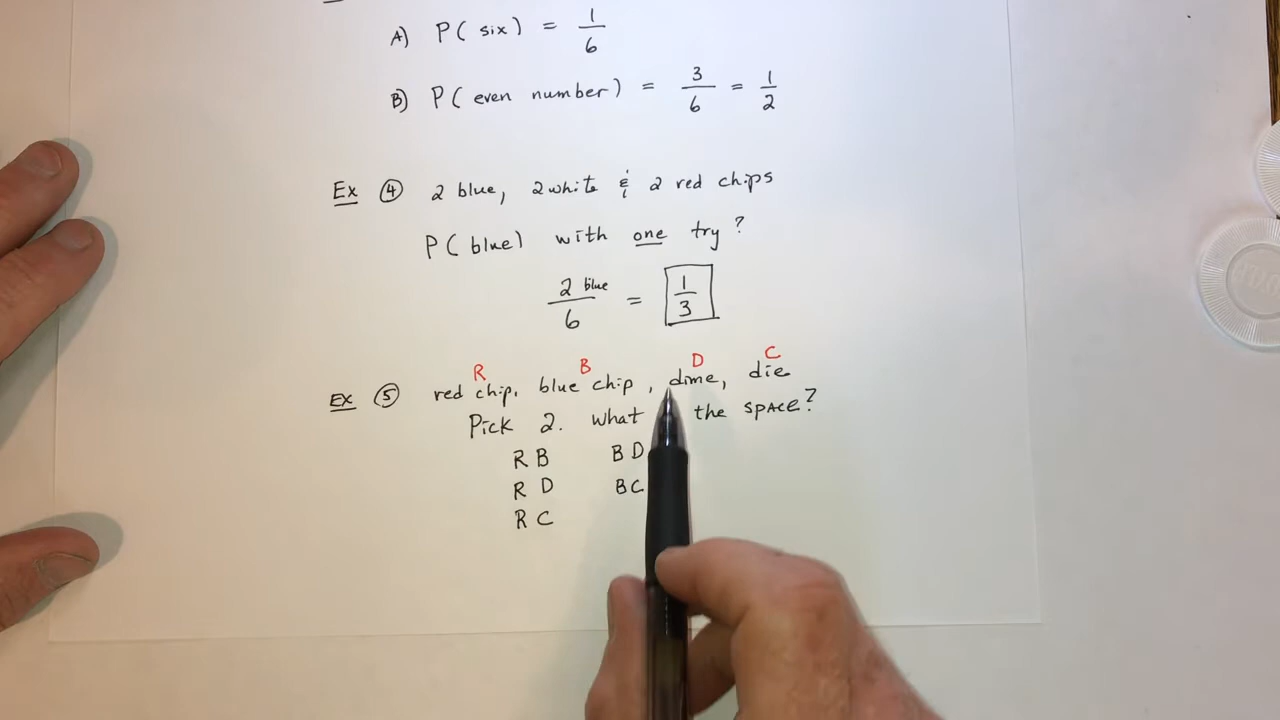 A) P( six) = 1/6
B) P( even number) = 3/6 = 1/2
Ex ④ 2 blue, 2 white & 2 red chips
P( blue) with one try?
2 blue/6 = 1/3
R B D C
Ex ⑤ red chip, blue chip, dime, die
Pick 2. What the space?
R B B D
R D B C
R C